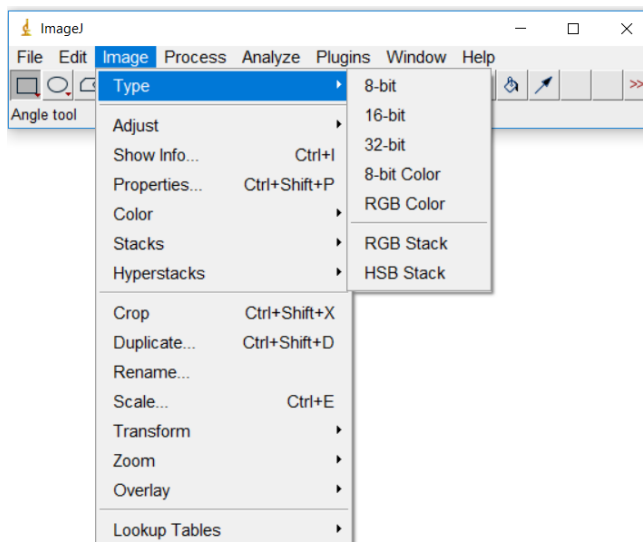 ImageJ
File Edit Image Process Analyze Plugins Window Help
>>
Angle tool
Type
Adjust
Show Info... Ctrl+I
Properties... Ctrl+Shift+P
Color
Stacks
Hyperstacks
Crop Ctrl+Shift+X
Duplicate... Ctrl+Shift+D
Rename...
Scale... Ctrl+E
Transform
Zoom
Overlay
Lookup Tables
8-bit
16-bit
32-bit
8-bit Color
RGB Color
RGB Stack
HSB Stack